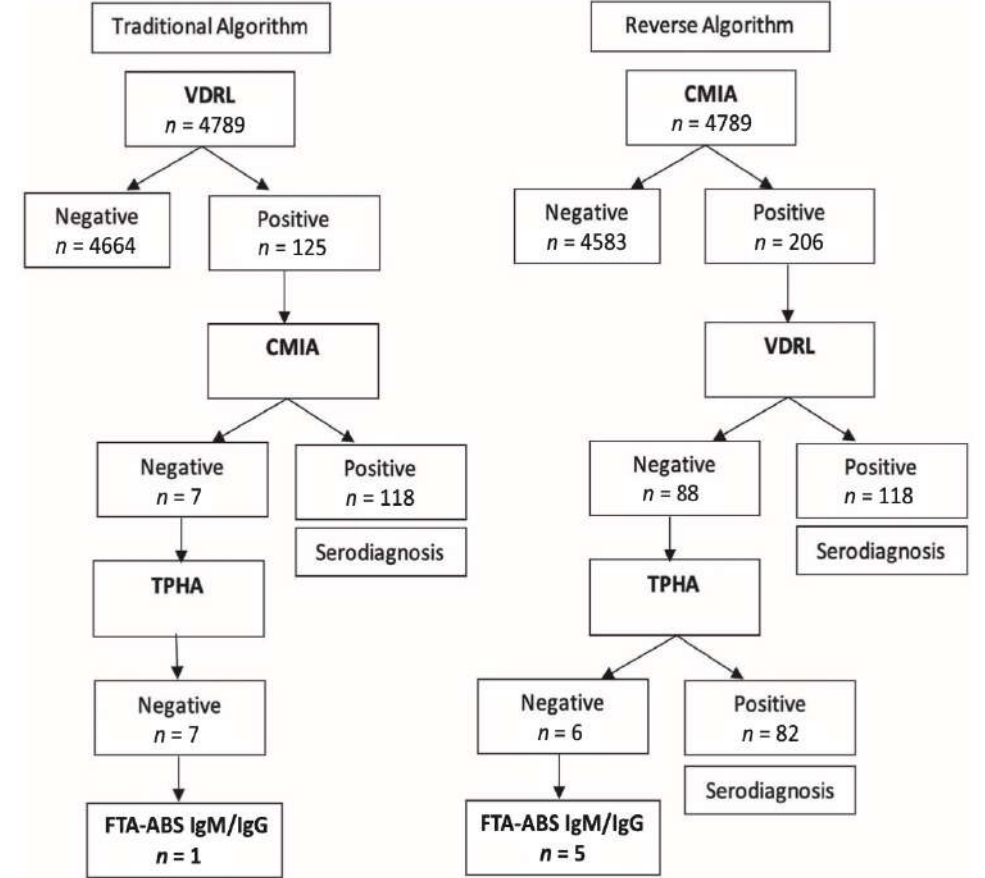 Traditional Algorithm
VDRL
n = 4789
Negative
n = 4664
Positive
n = 125
CMIA
Negative
n = 7
Positive
n = 118
Serodiagnosis
TPHA
Negative
n = 7
FTA-ABS IgM/IgG
n = 1
Reverse Algorithm
CMIA
n = 4789
Negative
n = 4583
Positive
n = 206
VDRL
Negative
n = 88
Positive
n = 118
Serodiagnosis
TPHA
Negative
n = 6
Positive
n = 82
Serodiagnosis
FTA-ABS IgM/IgG
n = 5